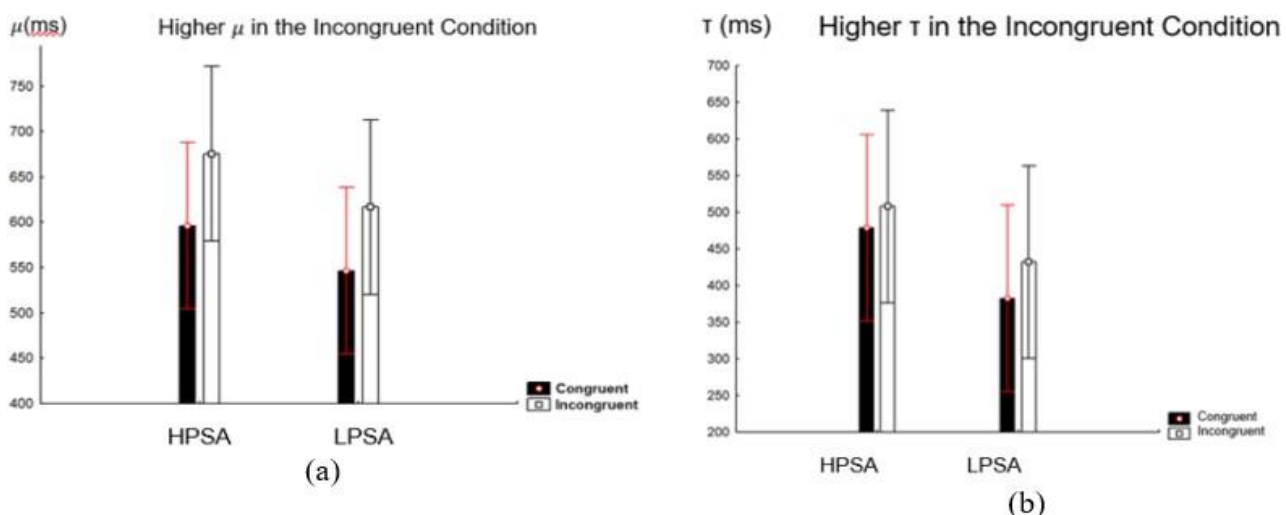 μ(ms) Higher μ in the Incongruent Condition
750
700
650
600
550
500
450
400
Congruent
Incongruent
HPSA LPSA
(a)
τ (ms) Higher τ in the Incongruent Condition
700
650
600
550
500
450
400
350
300
250
200
Congruent
Incongruent
HPSA LPSA
(b)